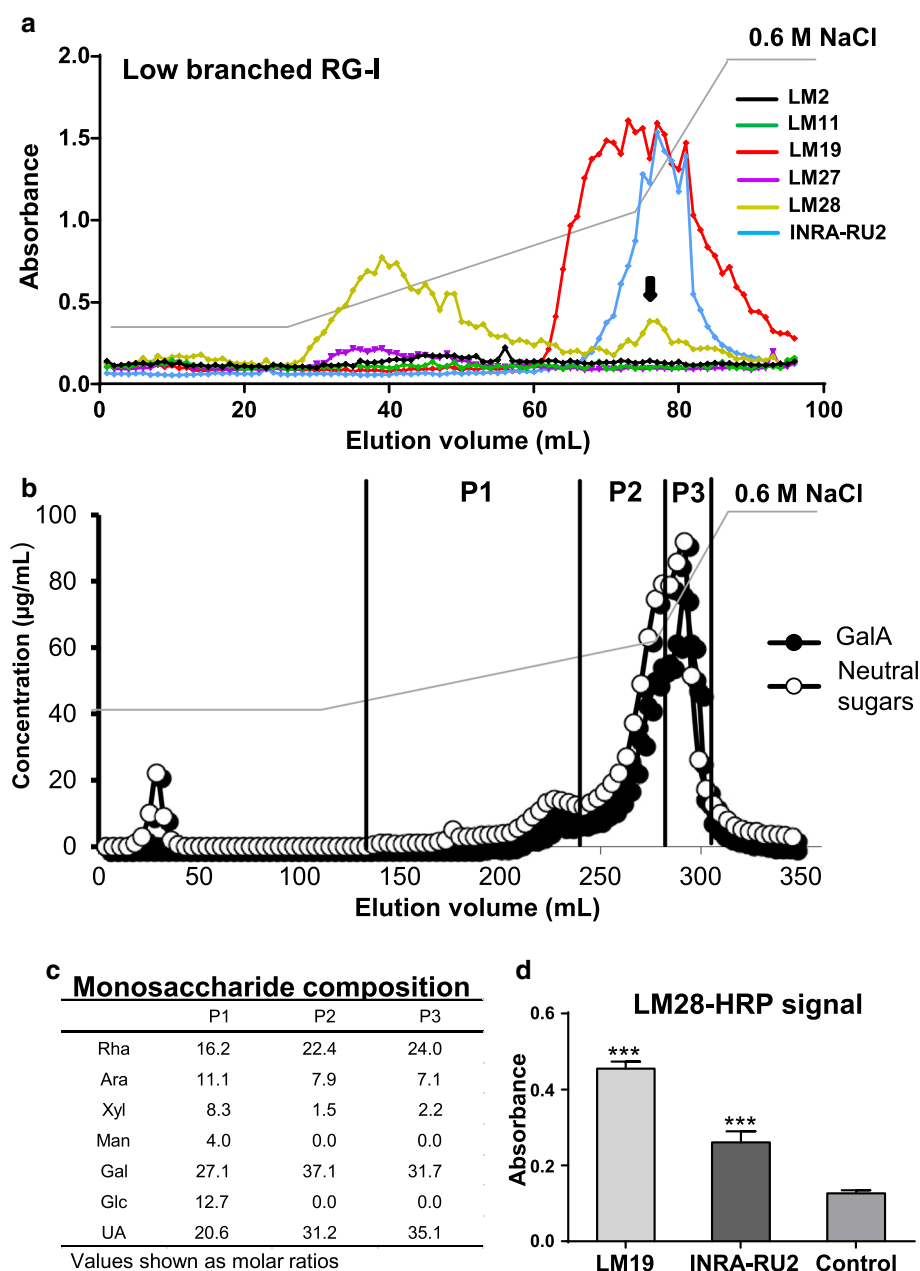 a
0.6 M NaCl
Low branched RG-I
2.0
1.5
1.0
0.5
0.0
Absorbance
LM2
LM11
LM19
LM27
LM28
INRA-RU2
0 20 40 60 80 100
Elution volume (mL)
b
P1 P2 P3
0.6 M NaCl
100
80
60
40
20
0
Concentration (µg/mL)
GalA
Neutral
sugars
0 50 100 150 200 250 300 350
Elution volume (mL)
c
Monosaccharide composition
P1 P2 P3
Rha 16.2 22.4 24.0
Ara 11.1 7.9 7.1
Xyl 8.3 1.5 2.2
Man 4.0 0.0 0.0
Gal 27.1 37.1 31.7
Glc 12.7 0.0 0.0
UA 20.6 31.2 35.1
Values shown as molar ratios
d
LM28-HRP signal
0.6
0.4
0.2
0.0
Absorbance
***
***
LM19 INRA-RU2 Control